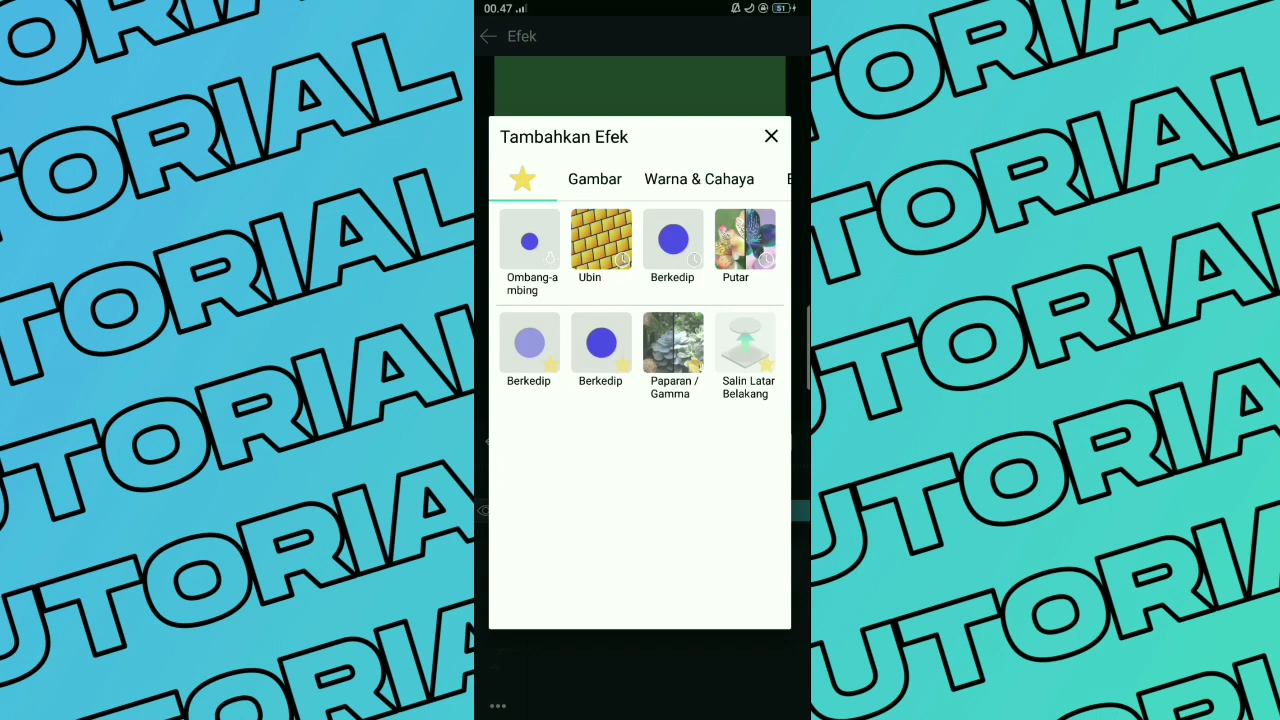 TUTORIAL
00.47
51
Efek
Tambahkan Efek
Gambar
Warna & Cahaya
Ombang-a
mbing
Ubin
Berkedip
Putar
Berkedip
Berkedip
Paparan /
Gamma
Salin Latar
Belakang